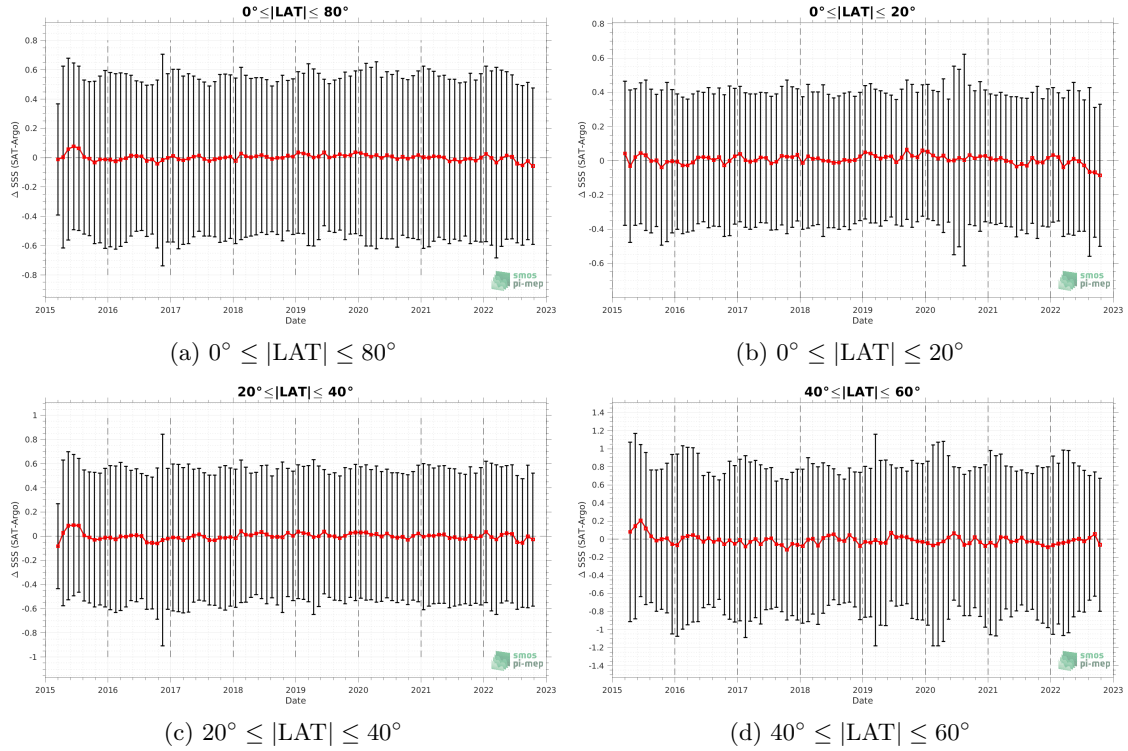 0°≤|LAT|≤ 80°
0.8
0.6
0.4
0.2
0
-0.2
-0.4
-0.6
-0.8
Δ SSS (SAT-Argo)
2015 2016 2017 2018 2019 2020 2021 2022 2023
Date
smos
pi-mep
(a) 0° ≤ |LAT| ≤ 80°
0°≤|LAT|≤ 20°
0.8
0.6
0.4
0.2
0
-0.2
-0.4
-0.6
Δ SSS (SAT-Argo)
2015 2016 2017 2018 2019 2020 2021 2022 2023
Date
smos
pi-mep
(b) 0° ≤ |LAT| ≤ 20°
20°≤|LAT|≤ 40°
1
0.8
0.6
0.4
0.2
0
-0.2
-0.4
-0.6
-0.8
-1
Δ SSS (SAT-Argo)
2015 2016 2017 2018 2019 2020 2021 2022 2023
Date
smos
pi-mep
(c) 20° ≤ |LAT| ≤ 40°
40°≤|LAT|≤ 60°
1.4
1.2
1
0.8
0.6
0.4
0.2
0
-0.2
-0.4
-0.6
-0.8
-1
-1.2
-1.4
Δ SSS (SAT-Argo)
2015 2016 2017 2018 2019 2020 2021 2022 2023
Date
smos
pi-mep
(d) 40° ≤ |LAT| ≤ 60°